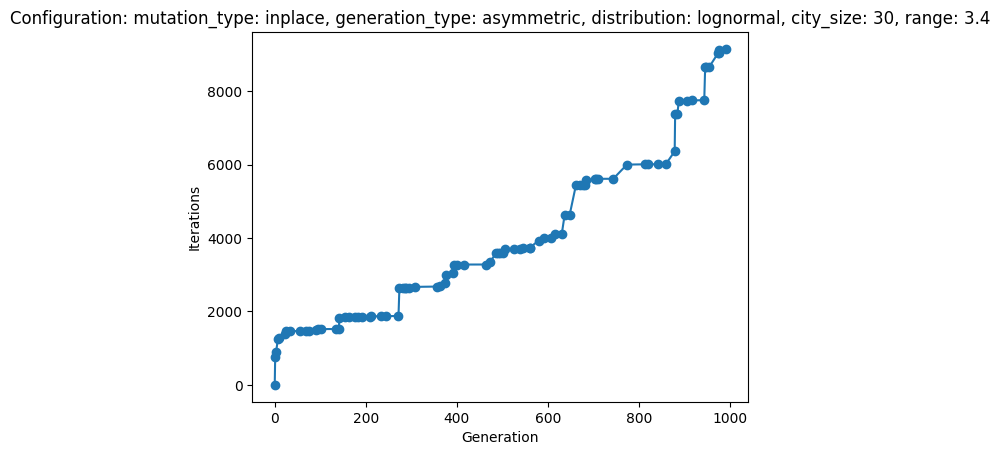 Configuration: mutation_type: inplace, generation_type: asymmetric, distribution: lognormal, city_size: 30, range: 3.4
8000
6000
4000
2000
0
Iterations
0 200 400 600 800 1000
Generation